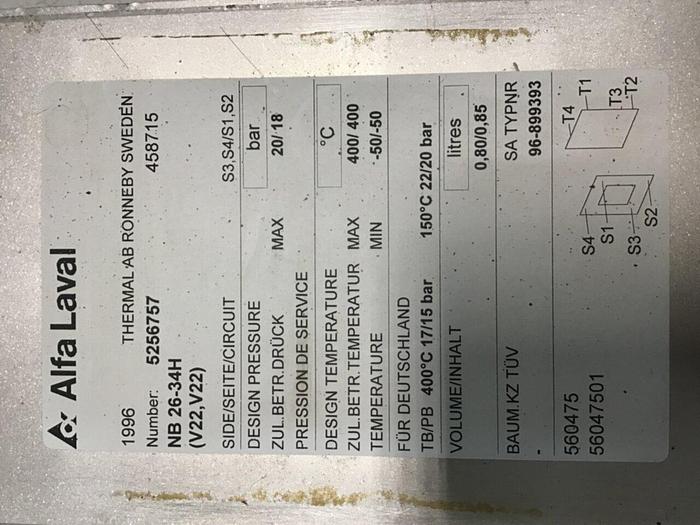 Alfa Laval
1996 THERMAL AB RONNEBY SWEDEN
Number: 5256757 458715
NB 26-34H
(V22,V22)
SIDE/SEITE/CIRCUIT S3,S4/S1,S2
DESIGN PRESSURE bar
ZUL.BETR.DRÜCK MAX 20/ 18
PRESSION DE SERVICE
DESIGN TEMPERATURE °C
ZUL.BETR.TEMPERATUR MAX 400/ 400
TEMPERATURE MIN -50/-50
FÜR DEUTSCHLAND
TB/PB 400°C 17/15 bar 150°C 22/20 bar
VOLUME/INHALT litres
0,80/0,85
BAUM.KZ TÜV SA TYPNR
- 96-899393
560475
56047501
S4
S1
S3
S2
T4
T1
T3
T2